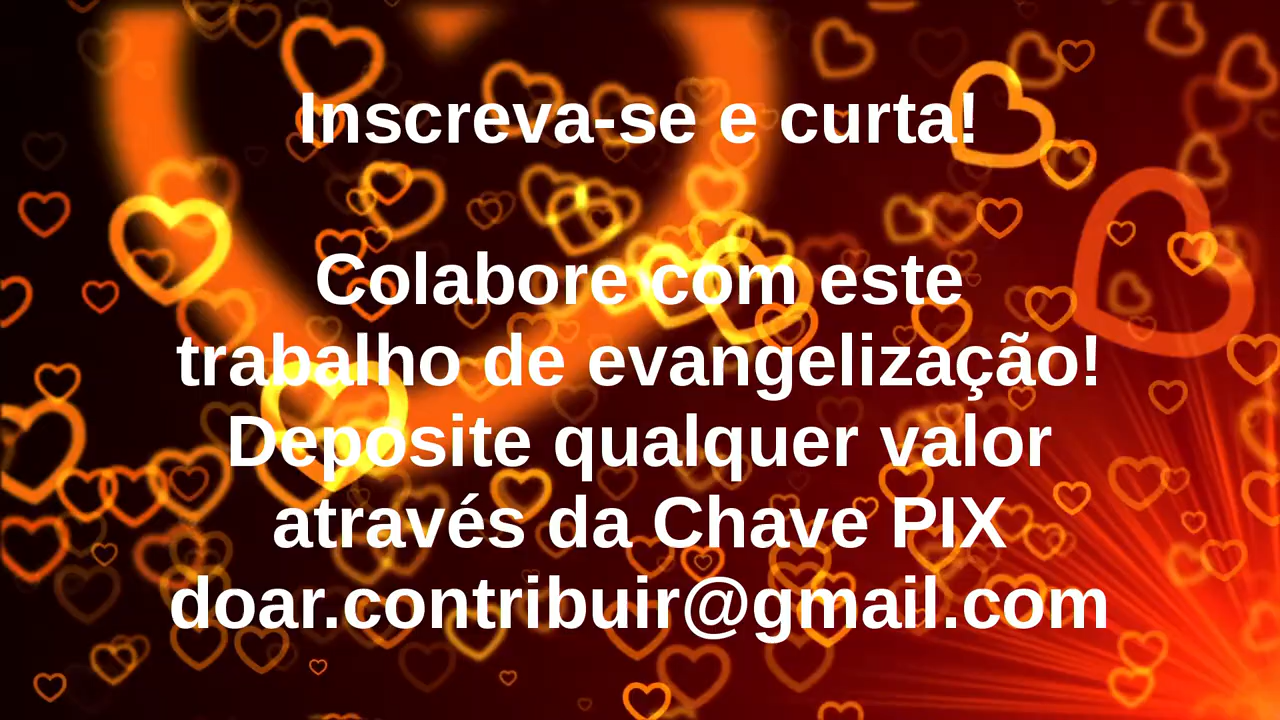 Inscreva-se e curta!
Colabore com este
trabalho de evangelização!
Deposite qualquer valor
através da Chave PIX
doar.contribuir@gmail.com